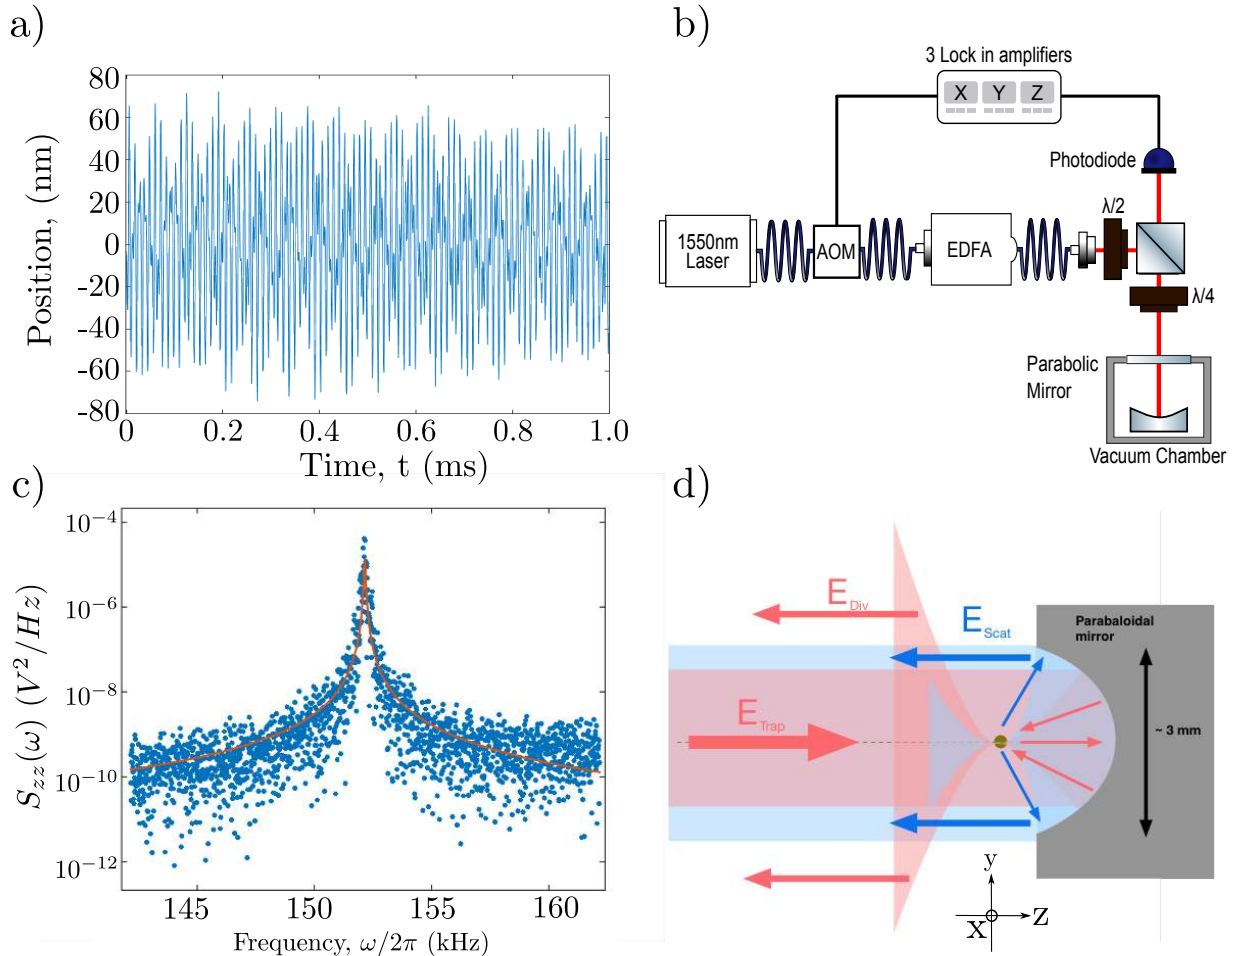 a)
80
60
40
20
0
-20
-40
-60
-80
Position, (nm)
0
0.2
0.4
0.6
0.8
1.0
Time, t (ms)
b)
3 Lock in amplifiers
X Y Z
Photodiode
λ/2
1550nm
Laser
AOM
EDFA
λ/4
Parabolic
Mirror
Vacuum Chamber
c)
10⁻⁴
10⁻⁶
10⁻⁸
10⁻¹⁰
10⁻¹²
S_zz(ω) (V²/Hz)
145
150
155
160
Frequency, ω/2π (kHz)
d)
E_Div
E_Scat
E_Trap
Parabaloidal
mirror
~ 3 mm
y
x
z